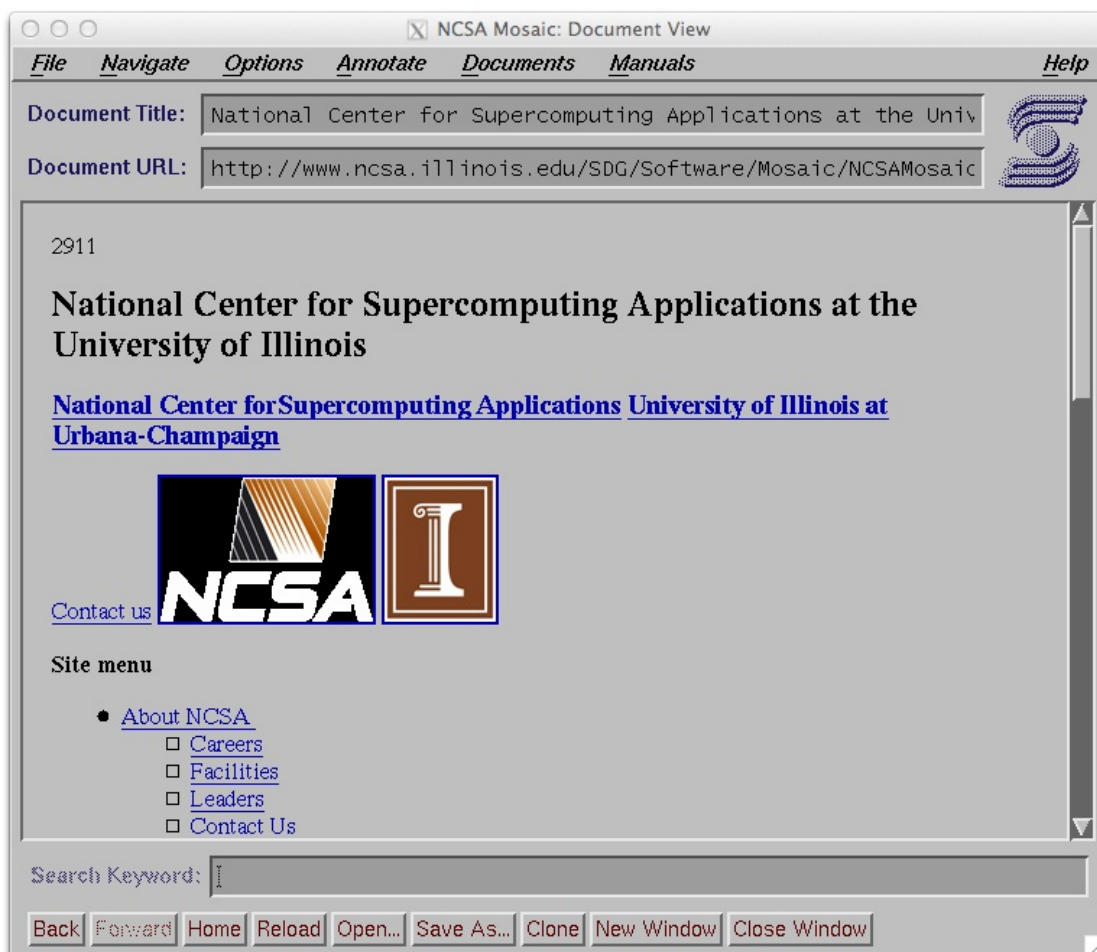 NCSA Mosaic: Document View
File Navigate Options Annotate Documents Manuals Help
Document Title: National Center for Supercomputing Applications at the Univ
Document URL: http://www.ncsa.illinois.edu/SDG/Software/Mosaic/NCSAMosaic
2911
National Center for Supercomputing Applications at the
University of Illinois
National Center for Supercomputing Applications University of Illinois at
Urbana-Champaign
Contact us NCSA I
Site menu
About NCSA
Careers
Facilities
Leaders
Contact Us
Search Keyword:
Back Forward Home Reload Open... Save As... Clone New Window Close Window